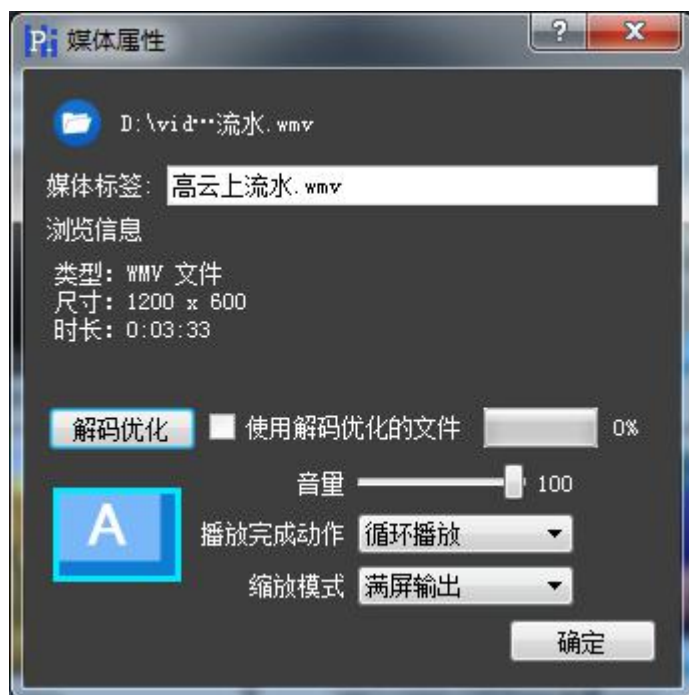 Pi 媒体属性
?
X
D:\vid…流水.wmv
媒体标签: 高云上流水.wmv
浏览信息
类型: WMV 文件
尺寸: 1200 x 600
时长: 0:03:33
解码优化 使用解码优化的文件 0%
音量 100
A
播放完成动作 循环播放
缩放模式 满屏输出
确定